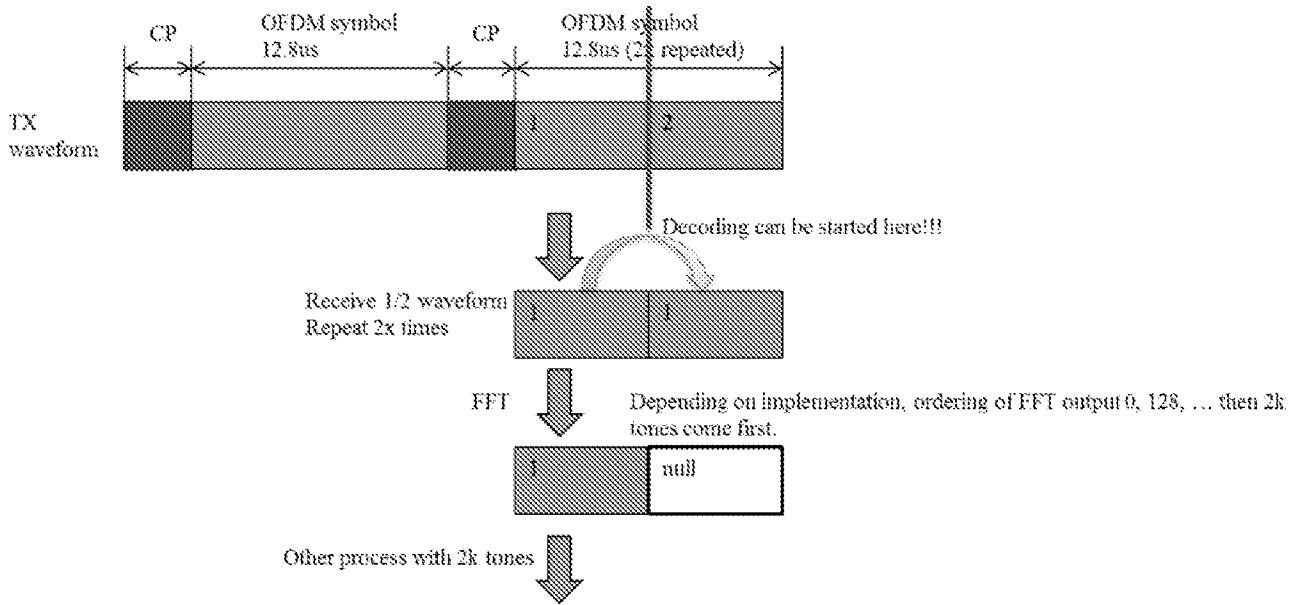 CP
OFDM symbol
12.8us
CP
OFDM symbol
12.8us (2x repeated)
TX
waveform
1
2
Decoding can be started here!!!
Receive 1/2 waveform
Repeat 2x times
1
1
FFT
Depending on implementation, ordering of FFT output 0, 128, … then 2k
tones come first.
1
null
Other process with 2k tones